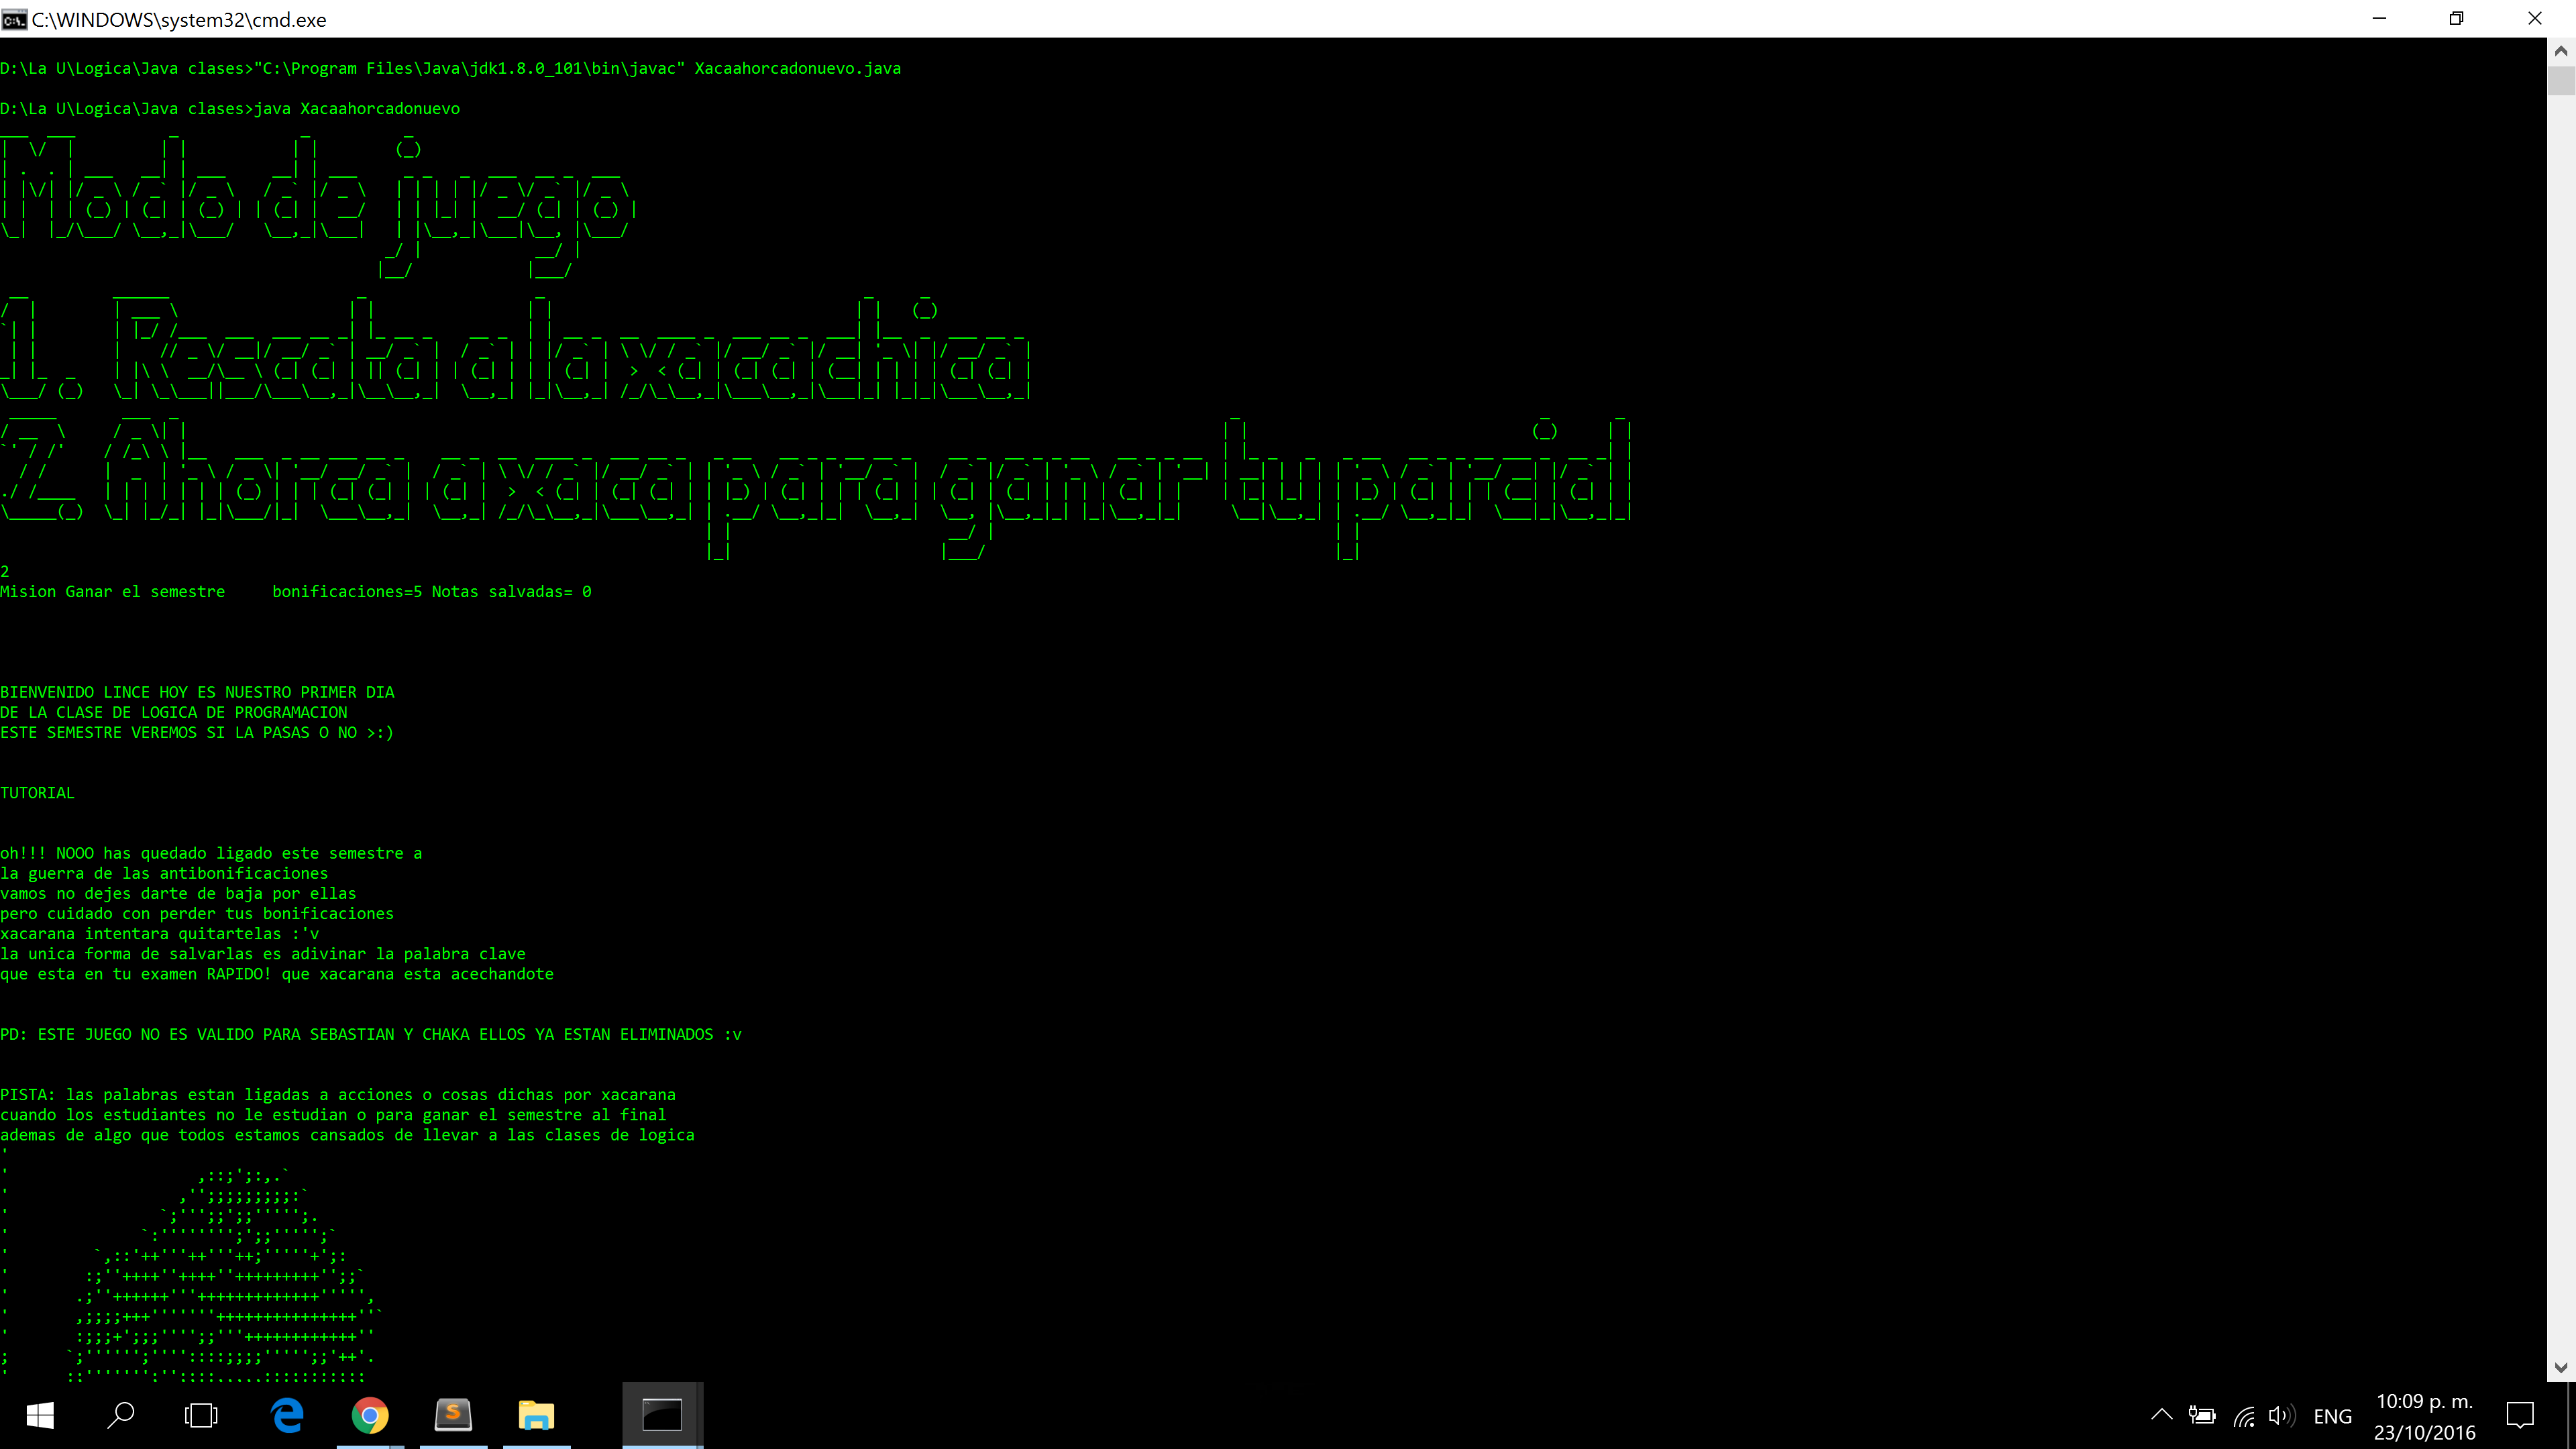 C:\WINDOWS\system32\cmd.exe
D:\La U\Logica\Java clases>"C:\Program Files\Java\jdk1.8.0_101\bin\javac" Xacaahorcadonuevo.java
D:\La U\Logica\Java clases>java Xacaahorcadonuevo
Modo de juego
1. Rescata a la xacachica
2. Ahorca a xaca para ganar tu parcial
2
Mision Ganar el semestre     bonificaciones=5 Notas salvadas= 0
BIENVENIDO LINCE HOY ES NUESTRO PRIMER DIA
DE LA CLASE DE LOGICA DE PROGRAMACION
ESTE SEMESTRE VEREMOS SI LA PASAS O NO >:)
TUTORIAL
oh!!! NOOO has quedado ligado este semestre a
la guerra de las antibonificaciones
vamos no dejes darte de baja por ellas
pero cuidado con perder tus bonificaciones
xacarana intentara quitartelas :'v
la unica forma de salvarlas es adivinar la palabra clave
que esta en tu examen RAPIDO! que xacarana esta acechandote
PD: ESTE JUEGO NO ES VALIDO PARA SEBASTIAN Y CHAKA ELLOS YA ESTAN ELIMINADOS :v
PISTA: las palabras estan ligadas a acciones o cosas dichas por xacarana
cuando los estudiantes no le estudian o para ganar el semestre al final
ademas de algo que todos estamos cansados de llevar a las clases de logica
ENG
10:09 p. m.
23/10/2016